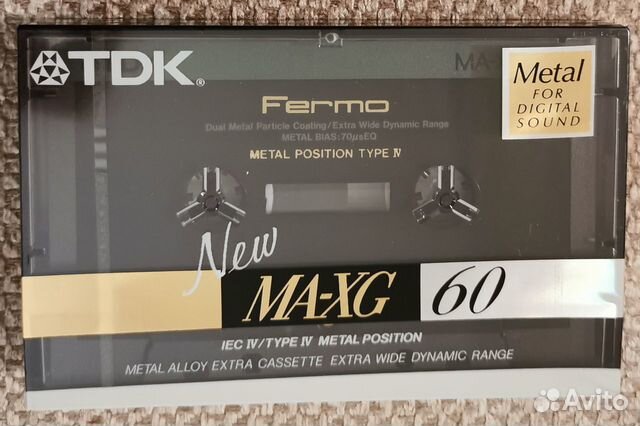 TDK®
MA-
Metal
FOR
DIGITAL
SOUND
Fermo
Dual Metal Particle Coating/Extra Wide Dynamic Range
METAL BIAS:70μsEQ
METAL POSITION TYPE IV
New
MA-XG 60
IEC IV/TYPE IV METAL POSITION
METAL ALLOY EXTRA CASSETTE EXTRA WIDE DYNAMIC RANGE
Avito